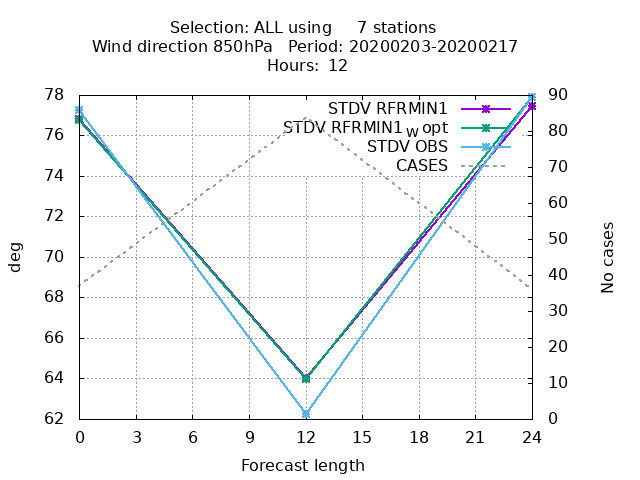 Selection: ALL using     7 stations
Wind direction 850hPa   Period: 20200203-20200217
Hours: 12
78 90
STDV RFRMIN1
STDV RFRMIN1_w opt
STDV OBS
CASES
76 80
74 70
72 60
70 50
68 40
66 30
64 20
62 10
0
deg
No cases
0 3 6 9 12 15 18 21 24
Forecast length